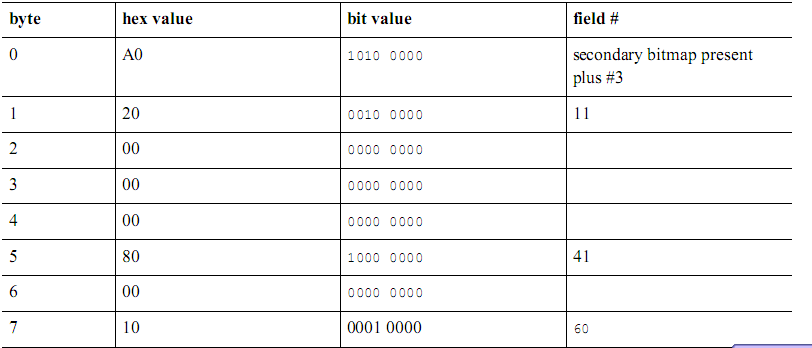 byte hex value bit value field #
0 A0 1010 0000 secondary bitmap present
plus #3
1 20 0010 0000 11
2 00 0000 0000
3 00 0000 0000
4 00 0000 0000
5 80 1000 0000 41
6 00 0000 0000
7 10 0001 0000 60